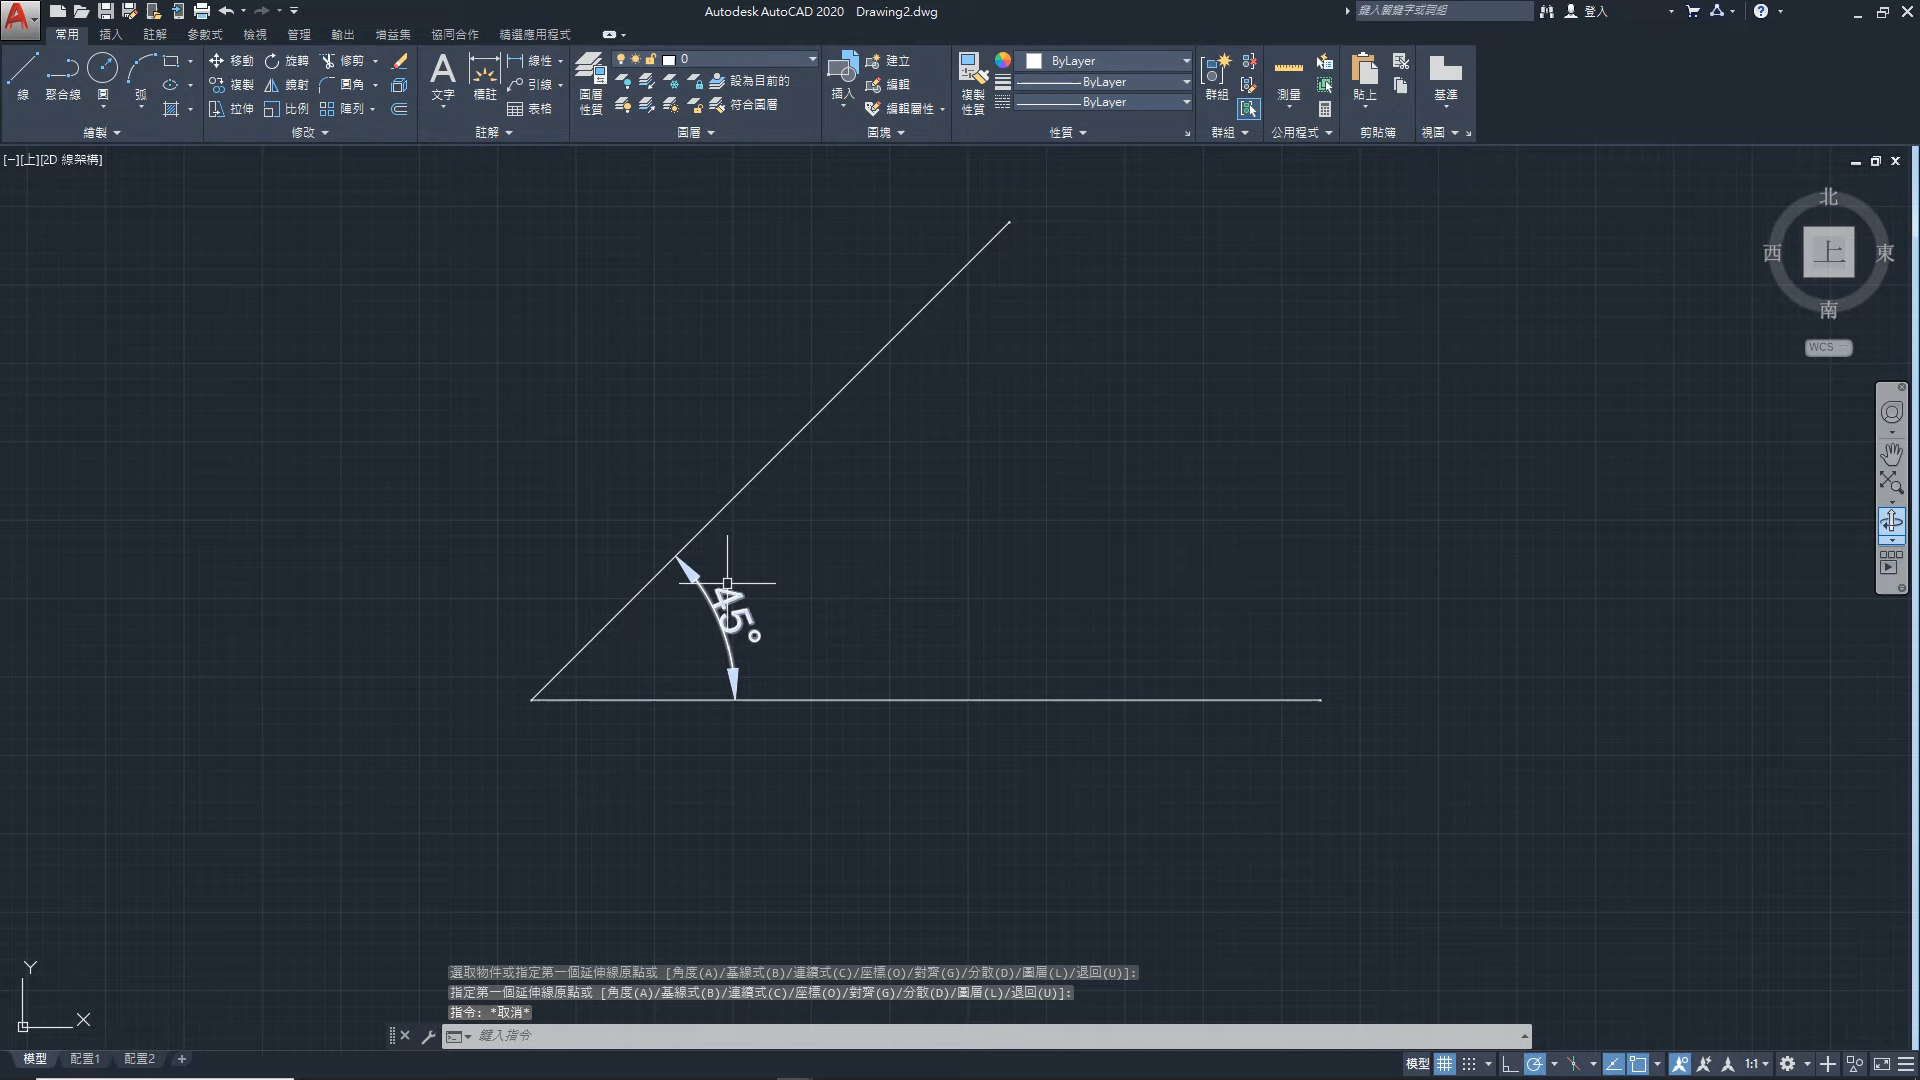 Autodesk AutoCAD 2020 Drawing2.dwg
鍵入關鍵字或詞組
登入
常用 插入 註解 參數式 檢視 管理 輸出 增益集 協同合作 精選應用程式
線 聚合線 圓 弧
移動 旋轉 修剪
複製 鏡射 圓角
拉伸 比例 陣列
文字 標註
線性
引線
表格
圖層
性質
0
設為目前的
符合圖層
插入
建立
編輯
編輯屬性
複製
性質
ByLayer
ByLayer
ByLayer
群組
測量
貼上
基準
繪製 修改 註解 圖層 圖塊 性質 群組 公用程式 剪貼簿 視圖
[−][上][2D 線架構]
北
西 上 東
南
WCS
45°
Y
X
選取物件或指定第一個延伸線原點或 [角度(A)/基線式(B)/連續式(C)/座標(O)/對齊(G)/分散(D)/圖層(L)/退回(U)]:
指定第一個延伸線原點或 [角度(A)/基線式(B)/連續式(C)/座標(O)/對齊(G)/分散(D)/圖層(L)/退回(U)]:
指令: *取消*
鍵入指令
模型 配置1 配置2 +
模型 1:1